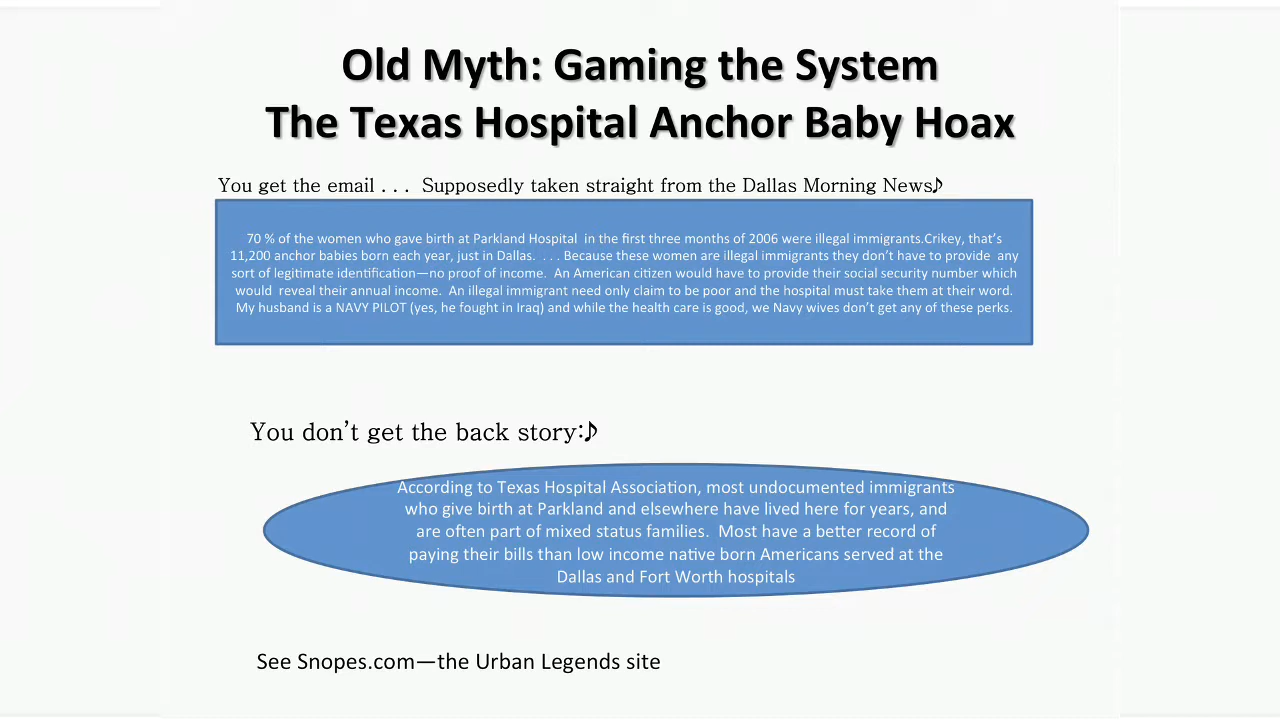 Old Myth: Gaming the System
The Texas Hospital Anchor Baby Hoax
You get the email . . .  Supposedly taken straight from the Dallas Morning News♪
70 % of the women who gave birth at Parkland Hospital  in the first three months of 2006 were illegal immigrants.Crikey, that’s
11,200 anchor babies born each year, just in Dallas.  . . . Because these women are illegal immigrants they don’t have to provide  any
sort of legitimate identification—no proof of income.  An American citizen would have to provide their social security number which
would  reveal their annual income.  An illegal immigrant need only claim to be poor and the hospital must take them at their word.
My husband is a NAVY PILOT (yes, he fought in Iraq) and while the health care is good, we Navy wives don’t get any of these perks.
You don’t get the back story:♪
According to Texas Hospital Association, most undocumented immigrants
who give birth at Parkland and elsewhere have lived here for years, and
are often part of mixed status families.  Most have a better record of
paying their bills than low income native born Americans served at the
Dallas and Fort Worth hospitals
See Snopes.com—the Urban Legends site